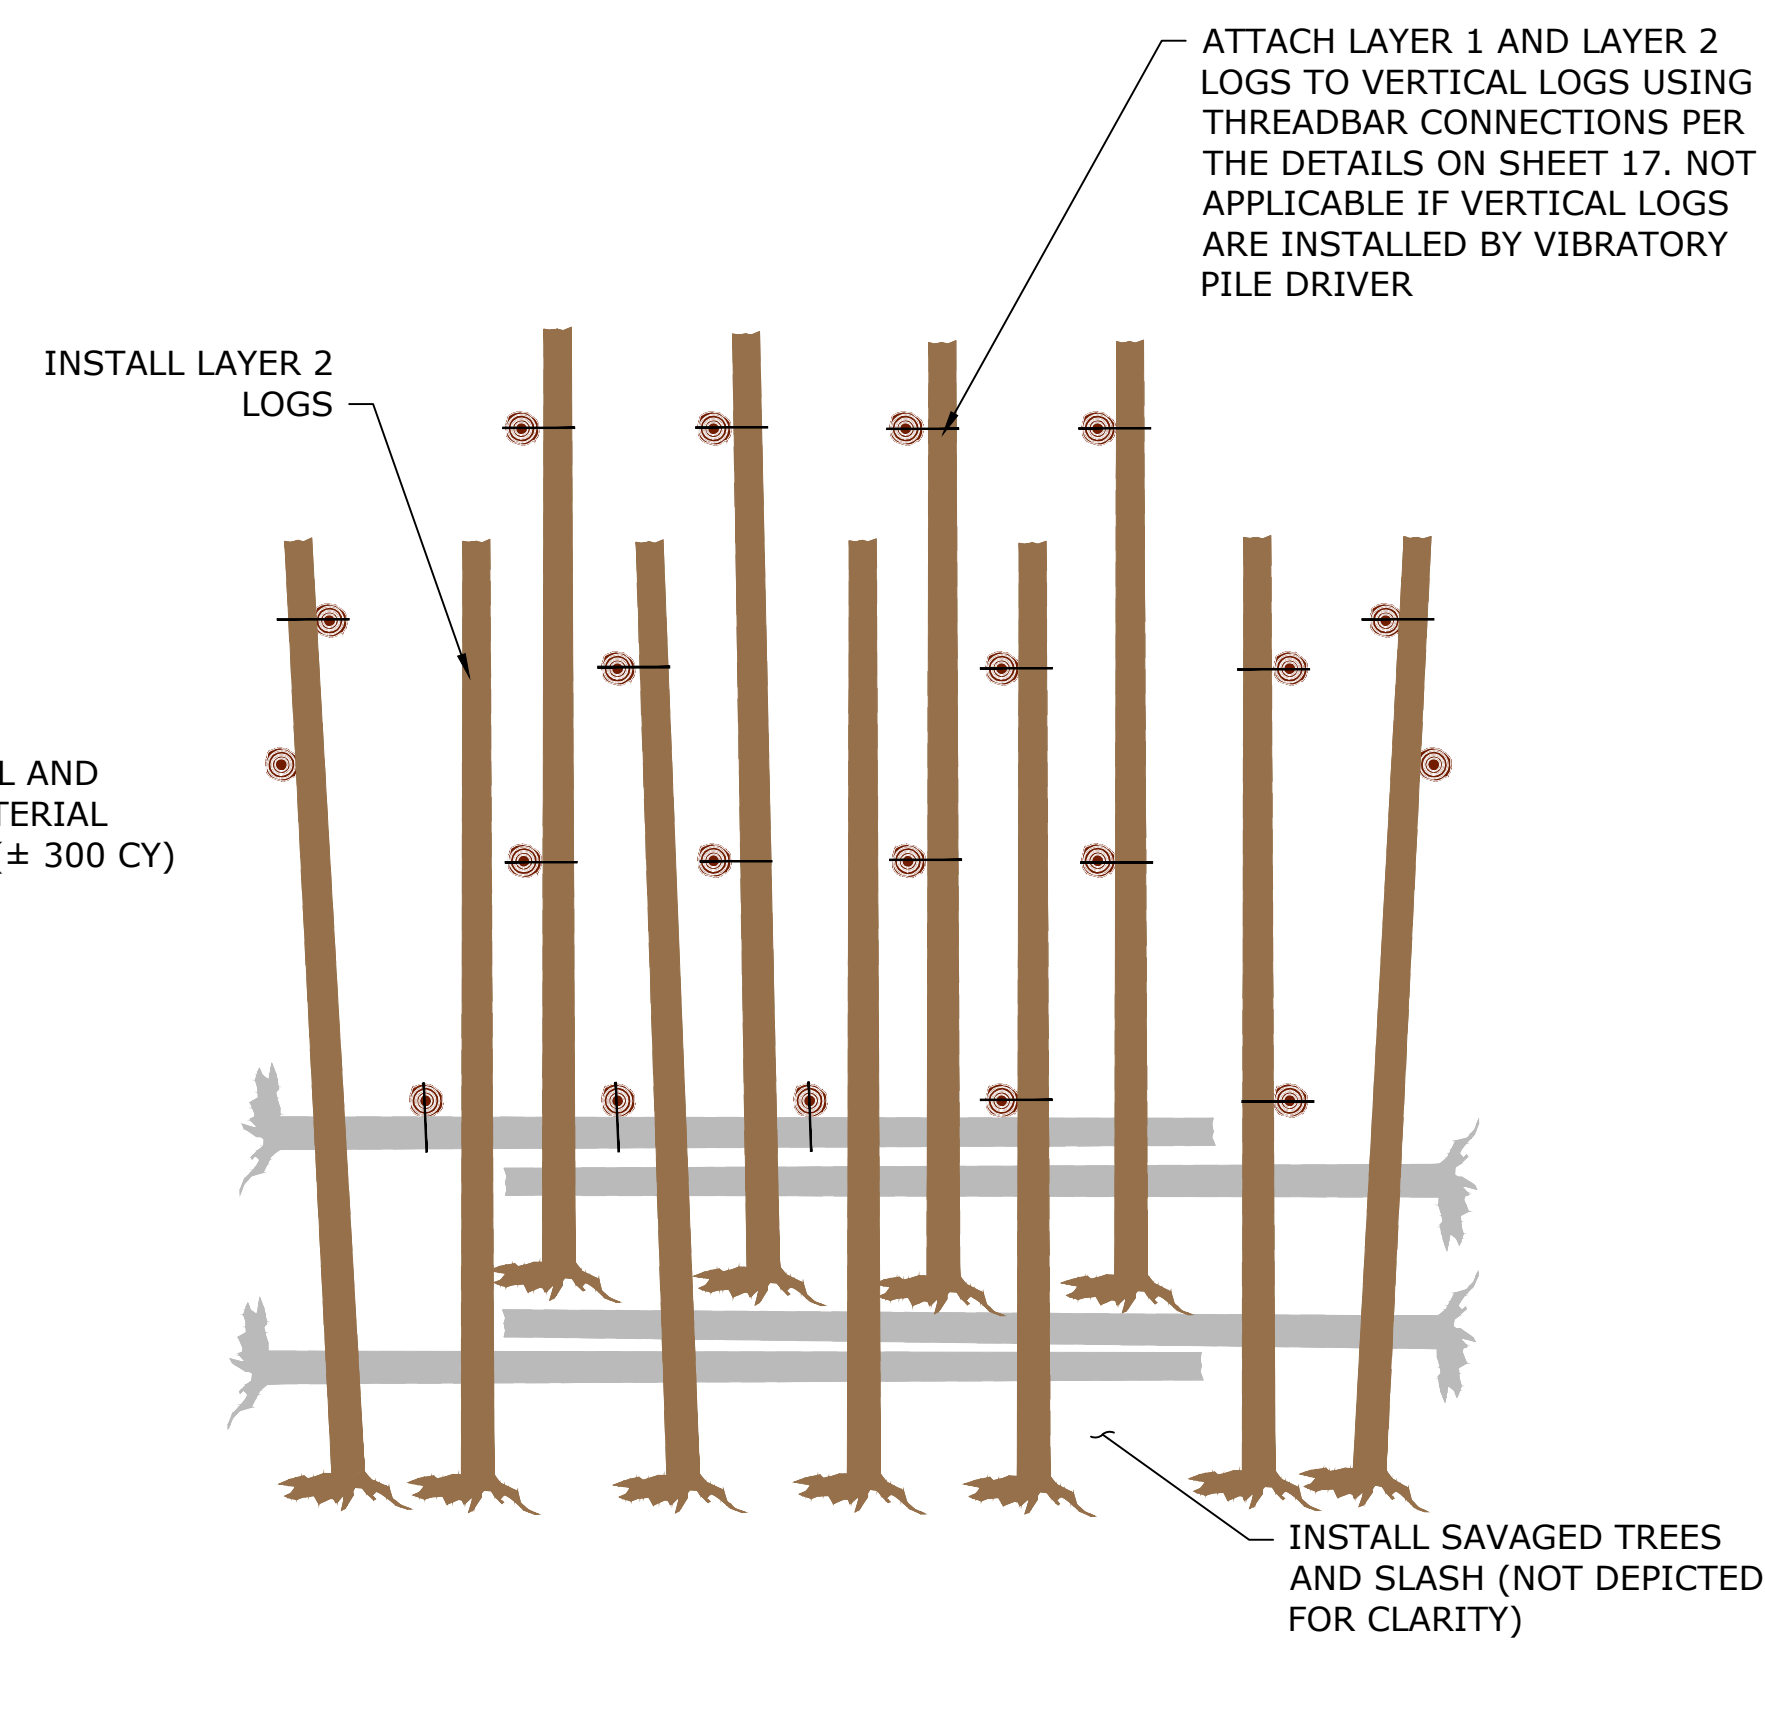 ATTACH LAYER 1 AND LAYER 2
LOGS TO VERTICAL LOGS USING
THREADBAR CONNECTIONS PER
THE DETAILS ON SHEET 17. NOT
APPLICABLE IF VERTICAL LOGS
ARE INSTALLED BY VIBRATORY
PILE DRIVER
INSTALL LAYER 2
LOGS
L AND
TERIAL
(± 300 CY)
INSTALL SAVAGED TREES
AND SLASH (NOT DEPICTED
FOR CLARITY)